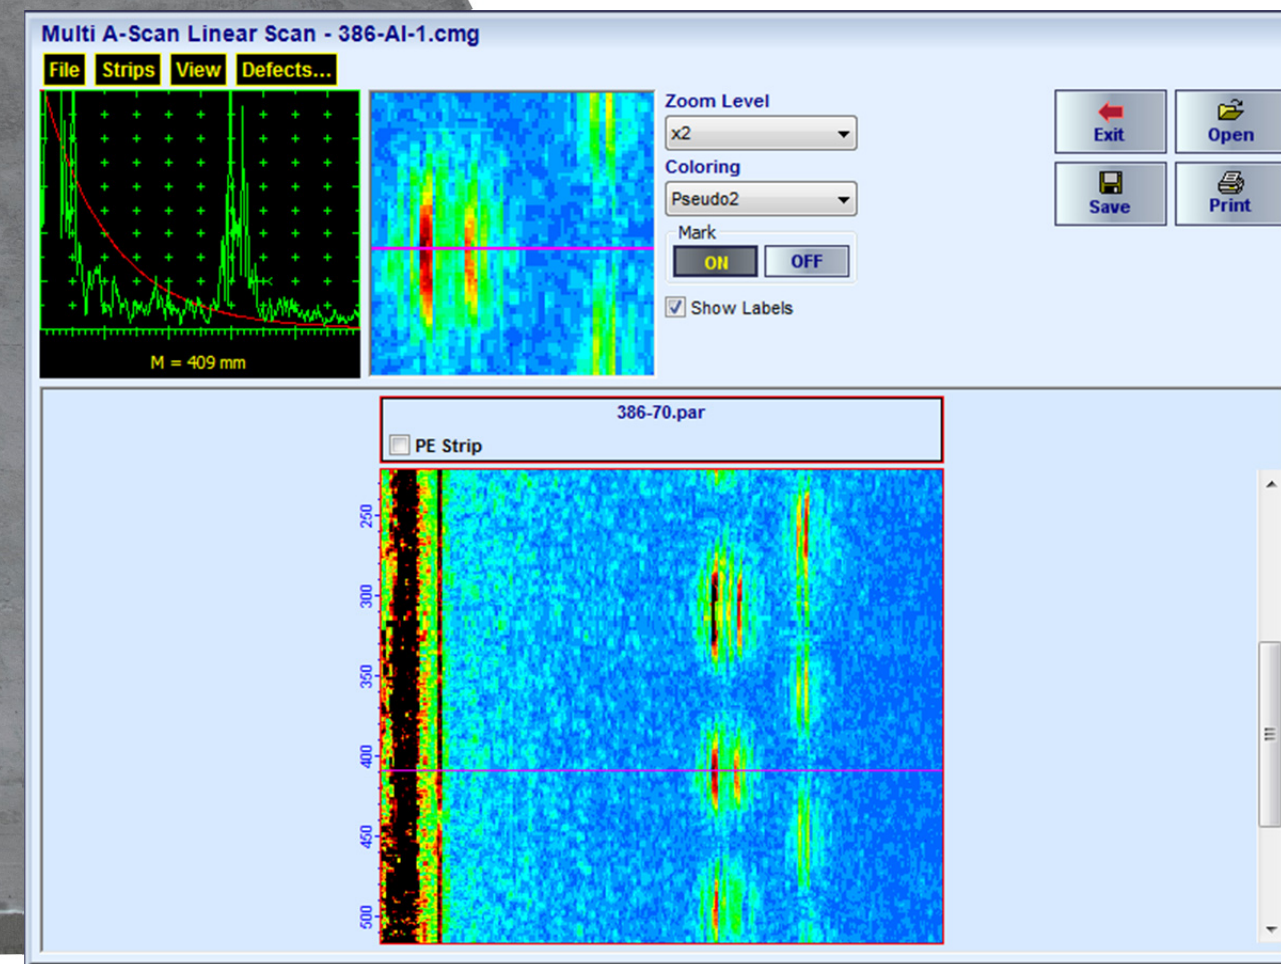 Multi A-Scan Linear Scan - 386-AI-1.cmg
File Strips View Defects...
M = 409 mm
Zoom Level
x2
Coloring
Pseudo2
Mark
ON OFF
Show Labels
Exit Open
Save Print
386-70.par
PE Strip
250
300
350
400
450
500